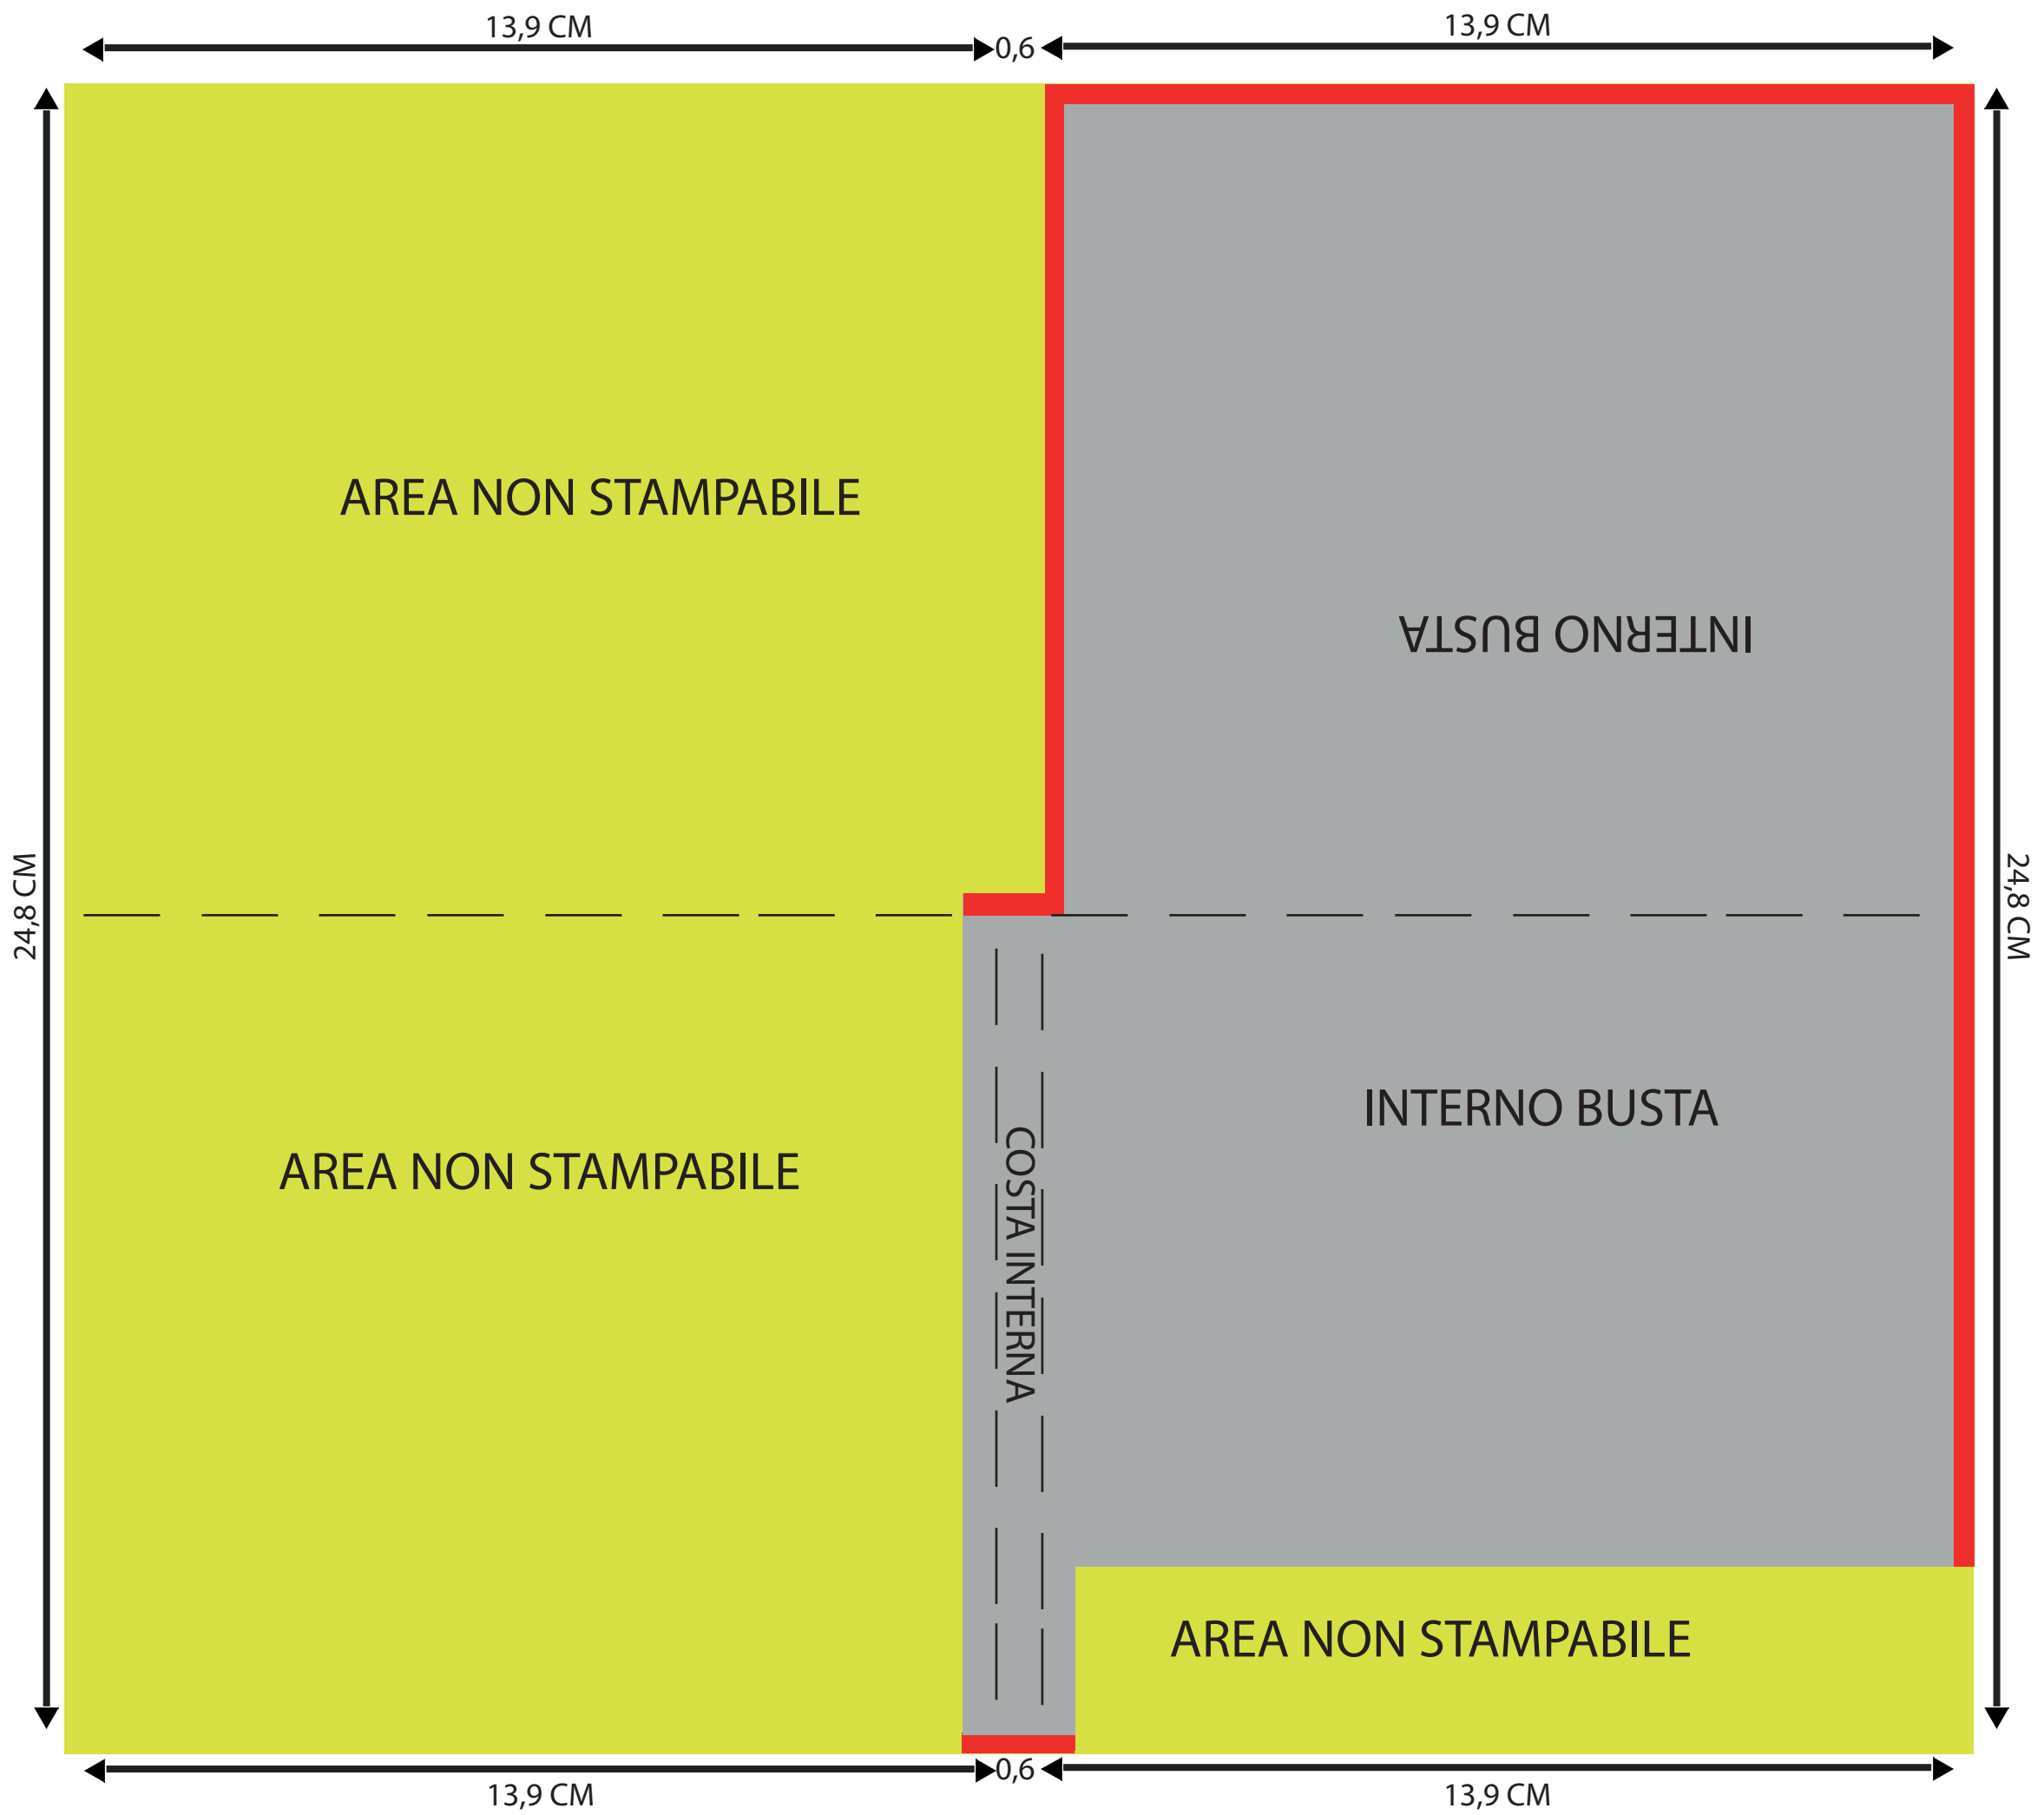 13,9 CM
0,6
13,9 CM
AREA NON STAMPABILE
INTERNO BUSTA
24,8 CM
24,8 CM
INTERNO BUSTA
AREA NON STAMPABILE
COSTA INTERNA
AREA NON STAMPABILE
13,9 CM
0,6
13,9 CM